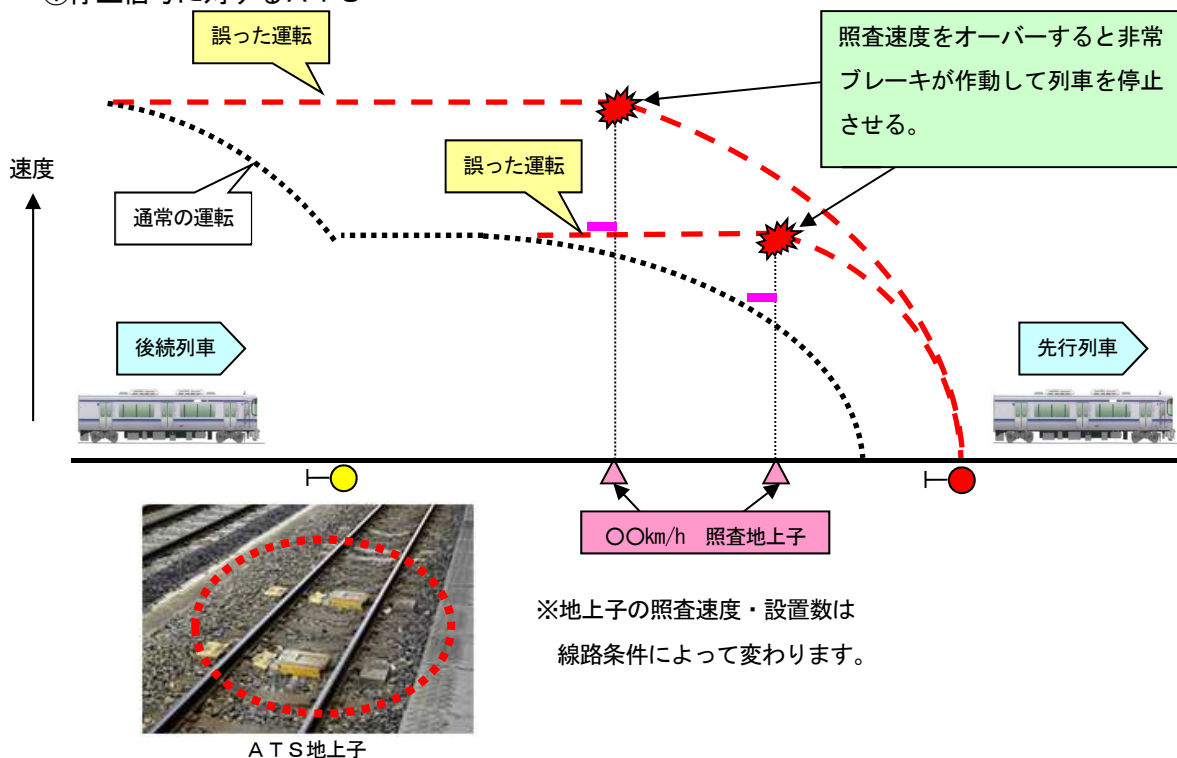 誤った運転
照査速度をオーバーすると非常
ブレーキが作動して列車を停止
させる。
誤った運転
速度
通常の運転
後続列車
先行列車
〇〇km/h 照査地上子
※地上子の照査速度・設置数は
線路条件によって変わります。
ＡＴＳ地上子